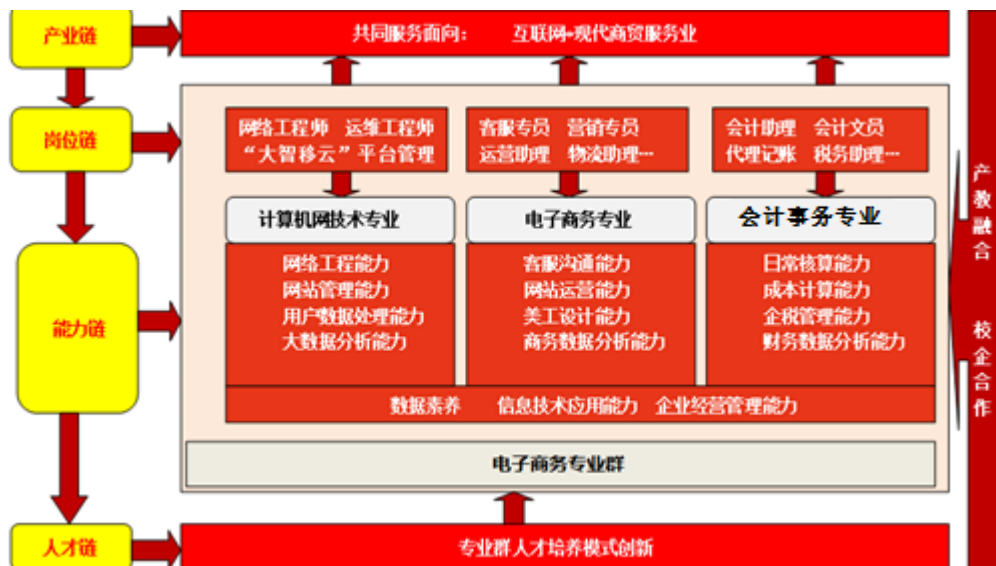 产业链
共同服务面向： 互联网+现代商贸服务业
岗位链
网络工程师 运维工程师
“大智移云”平台管理
客服专员 营销专员
运营助理 物流助理…
会计助理 会计文员
代理记账 税务助理…
计算机网技术专业
电子商务专业
会计事务专业
能力链
网络工程能力
网站管理能力
用户数据处理能力
大数据分析能力
客服沟通能力
网站运营能力
美工设计能力
商务数据分析能力
日常核算能力
成本计算能力
企税管理能力
财务数据分析能力
数据素养 信息技术应用能力 企业经营管理能力
电子商务专业群
人才链
专业群人才培养模式创新
产教融合 校企合作